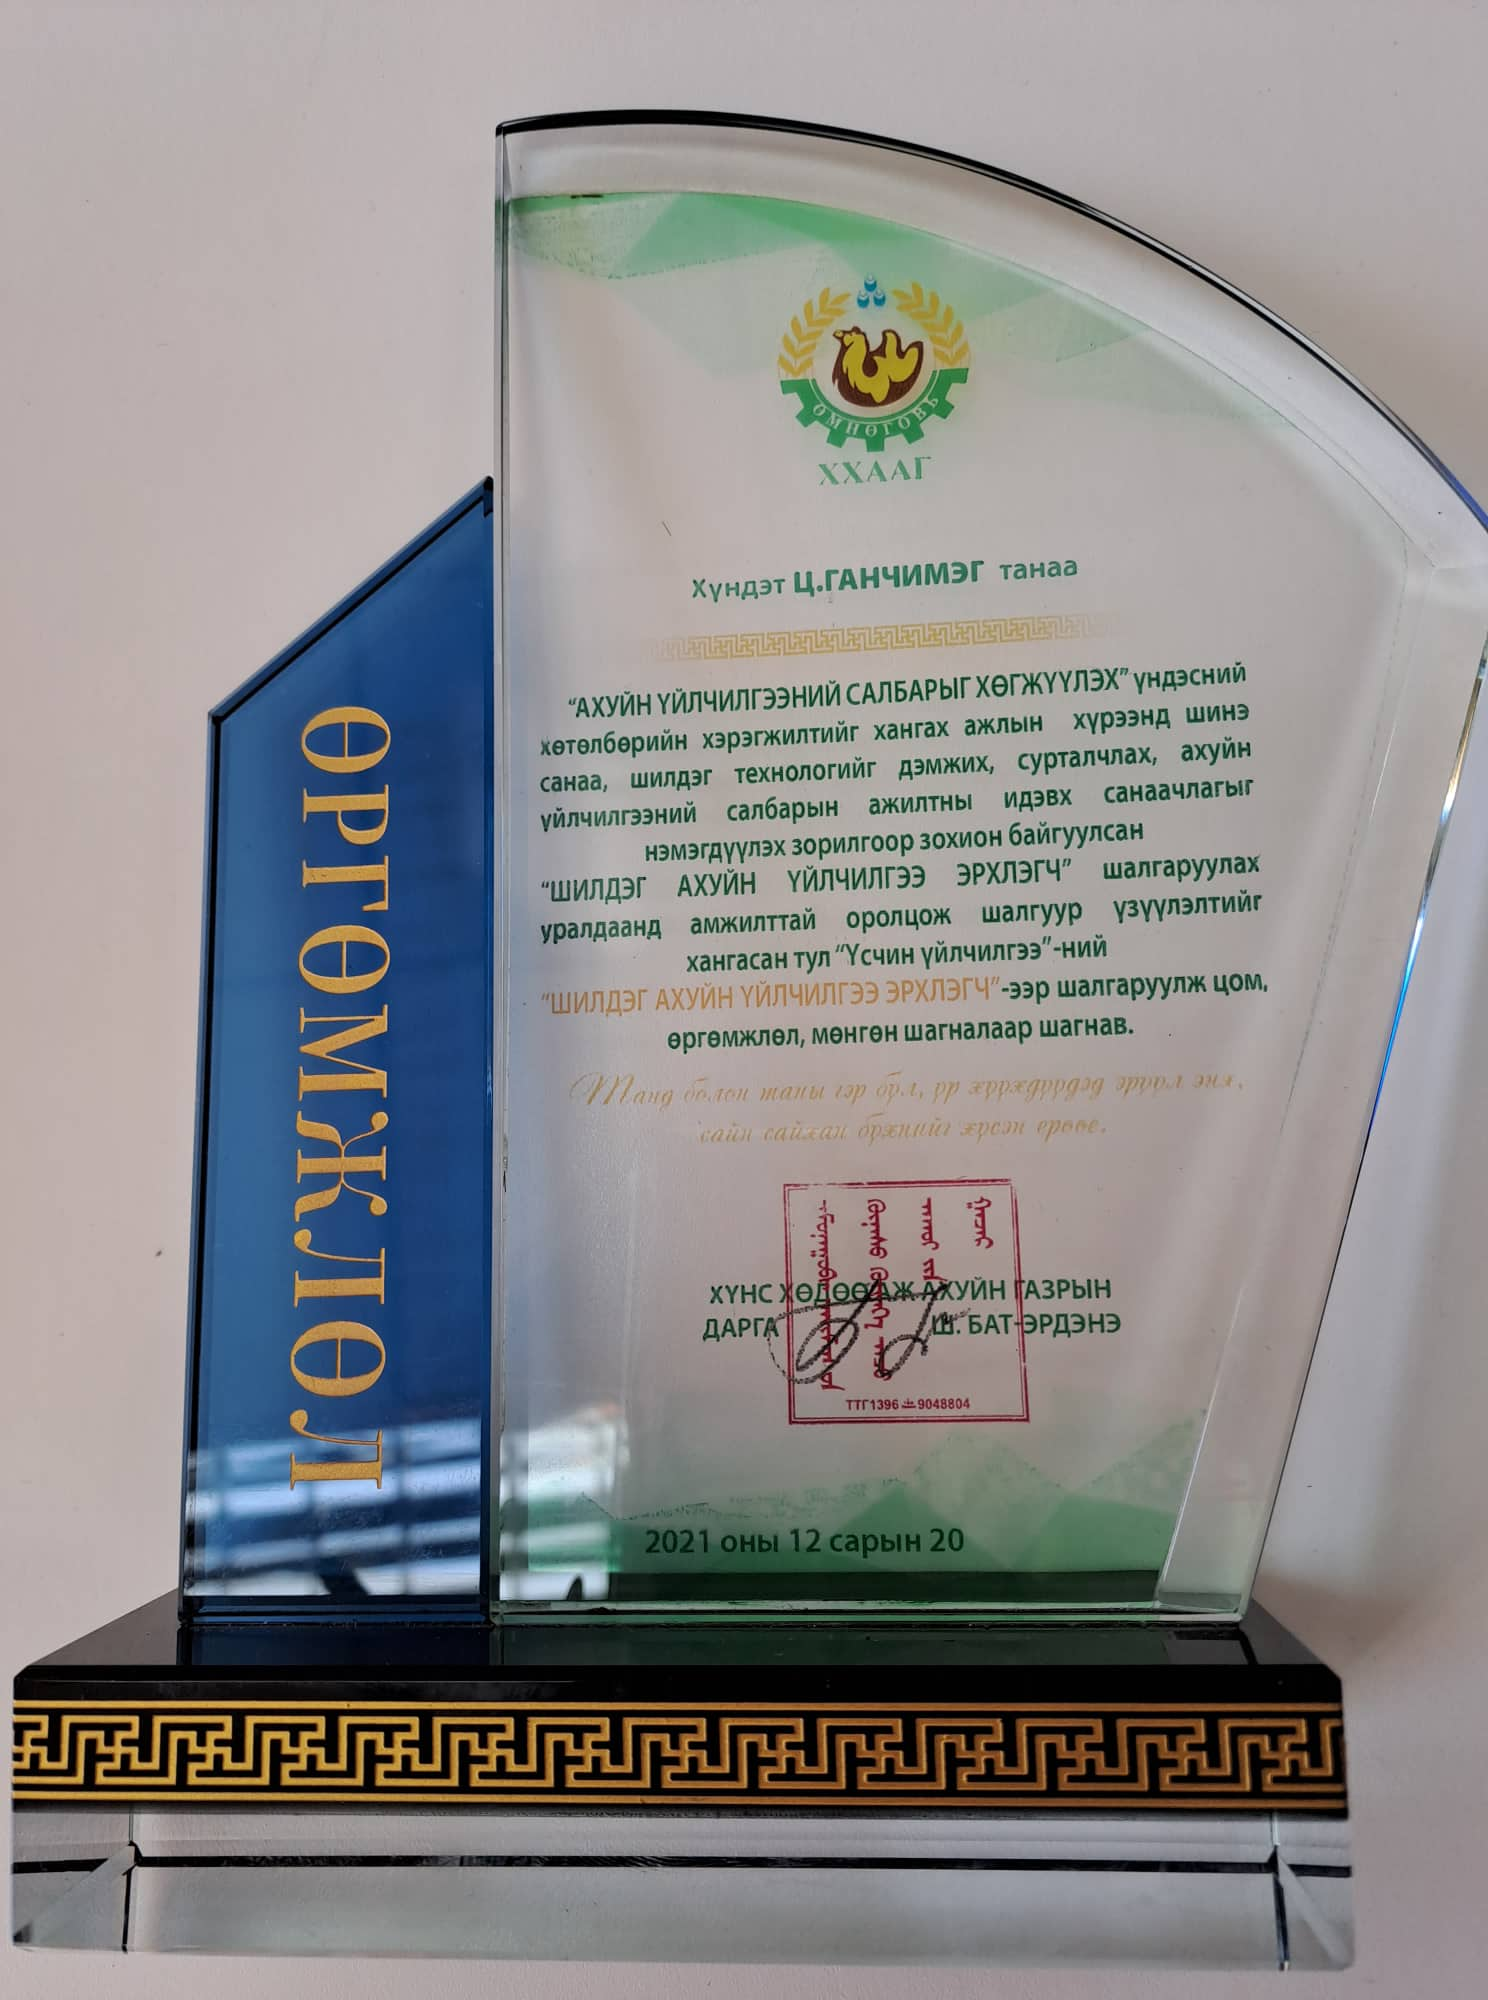 ӨРГӨМЖЛӨЛ
ӨМНӨГОВЬ
ХХААГ
Хүндэт Ц.ГАНЧИМЭГ танаа
“АХУЙН ҮЙЛЧИЛГЭЭНИЙ САЛБАРЫГ ХӨГЖҮҮЛЭХ” үндэсний
хөтөлбөрийн хэрэгжилтийг хангах ажлын хүрээнд шинэ
санаа, шилдэг технологийг дэмжих, сурталчлах, ахуйн
үйлчилгээний салбарын ажилтны идэвх санаачлагыг
нэмэгдүүлэх зорилгоор зохион байгуулсан
“ШИЛДЭГ АХУЙН ҮЙЛЧИЛГЭЭ ЭРХЛЭГЧ” шалгаруулах
уралдаанд амжилттай оролцож шалгуур үзүүлэлтийг
хангасан тул “Үсчин үйлчилгээ”-ний
“ШИЛДЭГ АХУЙН ҮЙЛЧИЛГЭЭ ЭРХЛЭГЧ”-ээр шалгаруулж цом,
өргөмжлөл, мөнгөн шагналаар шагнав.
Танд болон таны гэр бүл, үр хүүхдүүдэд эрүүл энх,
сайн сайхан бүхнийг хүсэн ерөөе.
ХҮНС ХӨДӨӨ АЖ АХУЙН ГАЗРЫН
ДАРГА Ш. БАТ-ЭРДЭНЭ
ТТГ1396 9048804
2021 оны 12 сарын 20